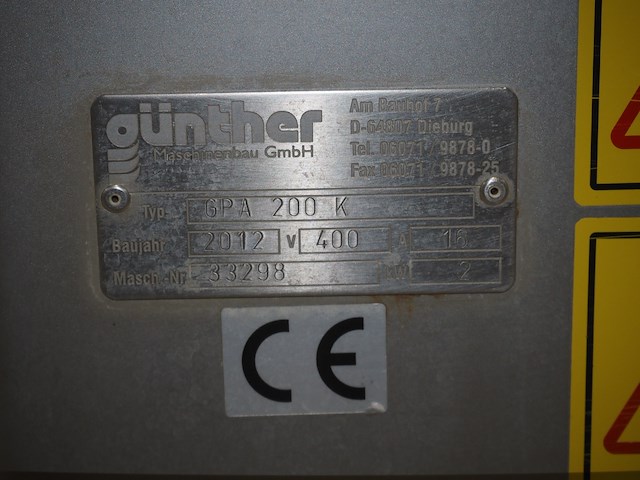 günther
Maschinenbau GmbH
Am Bauhof 7
D-64807 Dieburg
Tel. 06071 / 9878-0
Fax 06071 / 9878-25
Typ: GPA 200 K
Baujahr 2012 V 400 A 16
Masch.-Nr. 33298 kW 2
CE